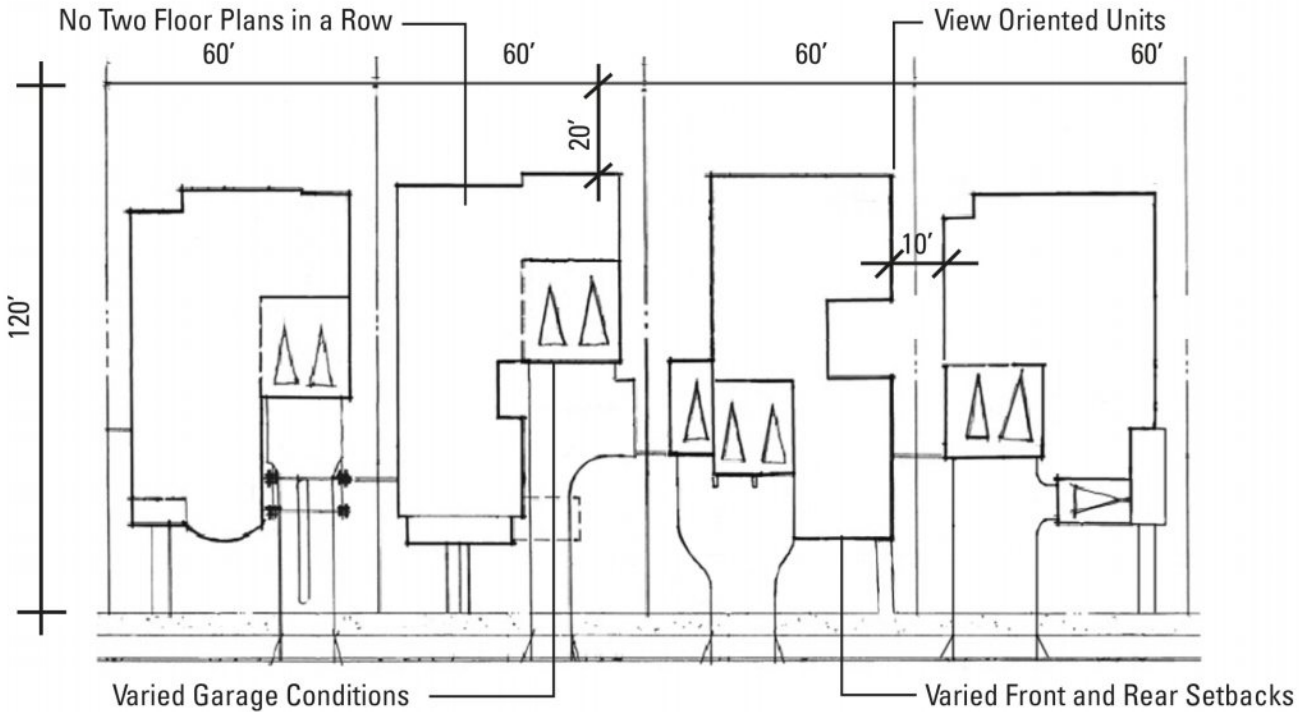 No Two Floor Plans in a Row
View Oriented Units
60′
60′
60′
60′
20′
10′
120′
Varied Garage Conditions
Varied Front and Rear Setbacks